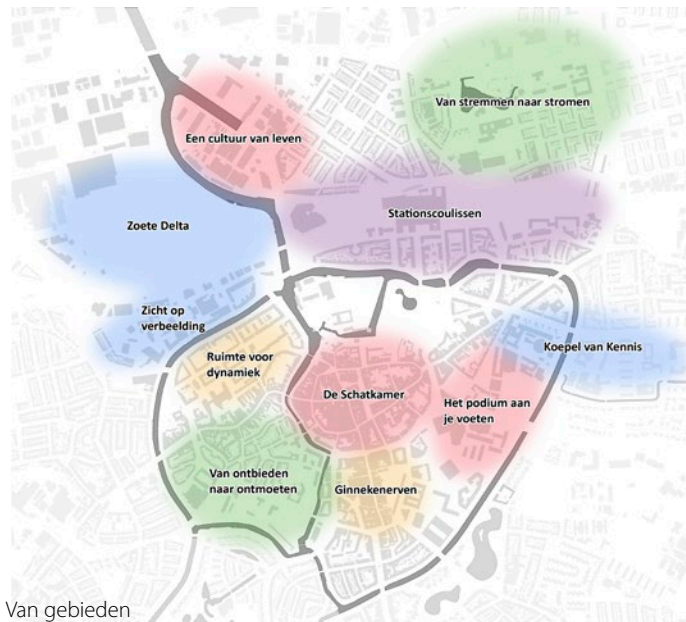 Van stremmen naar stromen
Een cultuur van leven
Stationscoulissen
Zoete Delta
Zicht op
verbeelding
Koepel van Kennis
Ruimte voor
dynamiek
De Schatkamer
Het podium aan
je voeten
Van ontbieden
naar ontmoeten
Ginnekenerven
Van gebieden